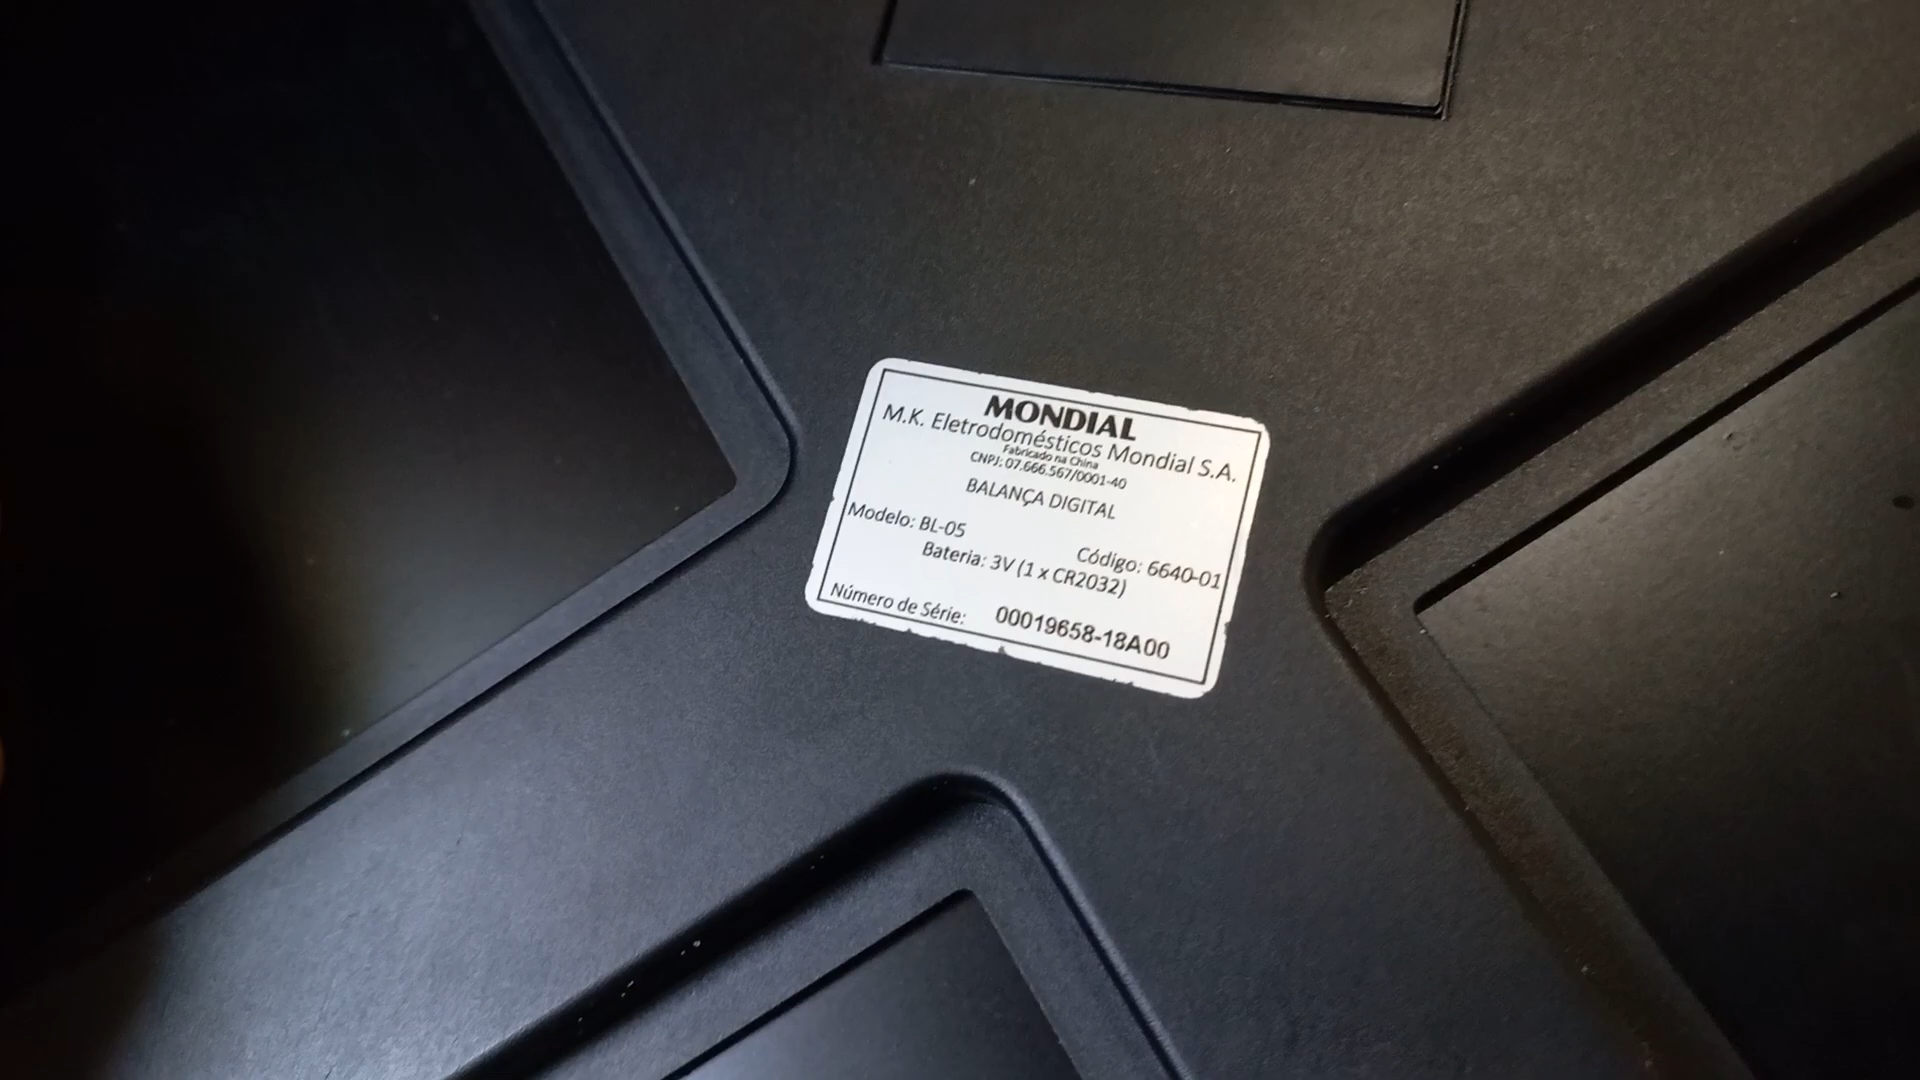 MONDIAL
M.K. Eletrodomésticos Mondial S.A.
Fabricado na China
CNPJ: 07.666.567/0001-40
BALANÇA DIGITAL
Modelo: BL-05 Código: 6640-01
Bateria: 3V (1 x CR2032)
Número de Série: 00019658-18A00